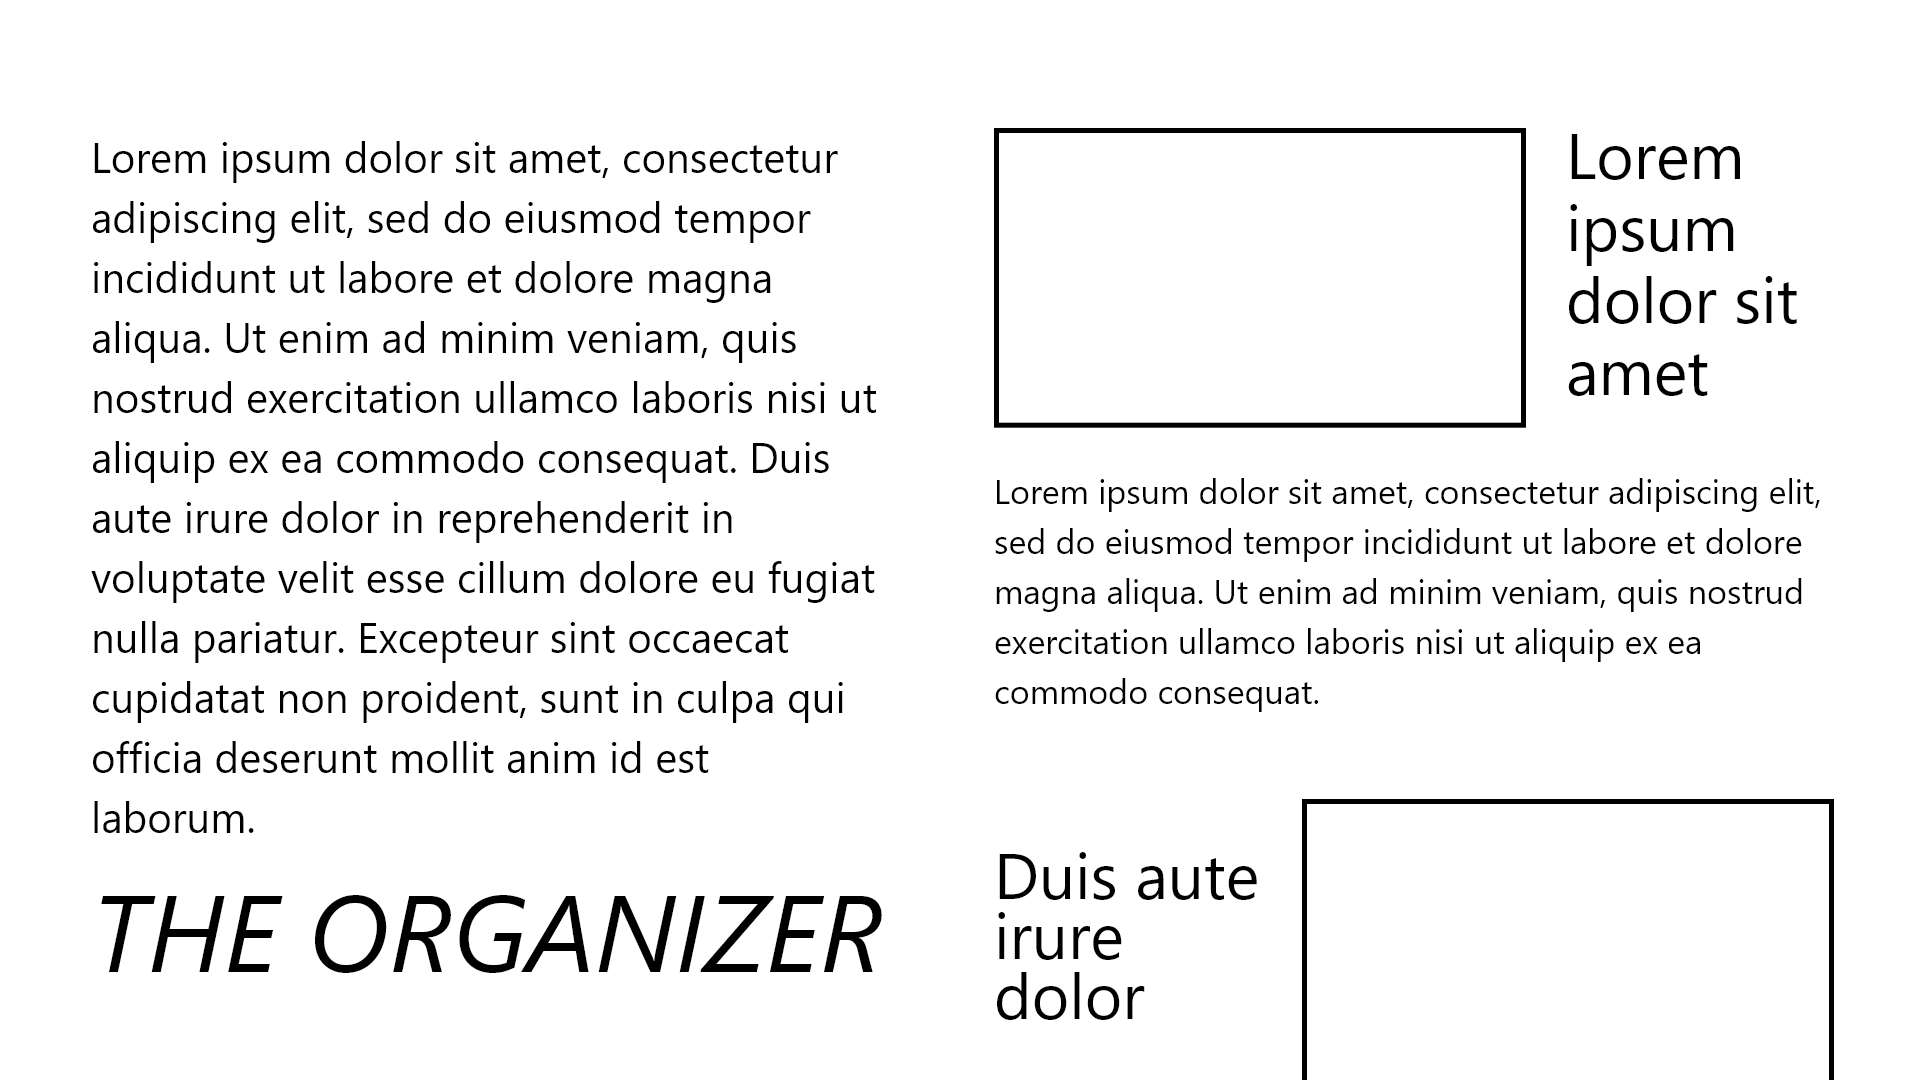 Lorem ipsum dolor sit amet, consectetur
adipiscing elit, sed do eiusmod tempor
incididunt ut labore et dolore magna
aliqua. Ut enim ad minim veniam, quis
nostrud exercitation ullamco laboris nisi ut
aliquip ex ea commodo consequat. Duis
aute irure dolor in reprehenderit in
voluptate velit esse cillum dolore eu fugiat
nulla pariatur. Excepteur sint occaecat
cupidatat non proident, sunt in culpa qui
officia deserunt mollit anim id est
laborum.
THE ORGANIZER
Lorem
ipsum
dolor sit
amet
Lorem ipsum dolor sit amet, consectetur adipiscing elit,
sed do eiusmod tempor incididunt ut labore et dolore
magna aliqua. Ut enim ad minim veniam, quis nostrud
exercitation ullamco laboris nisi ut aliquip ex ea
commodo consequat.
Duis aute
irure
dolor